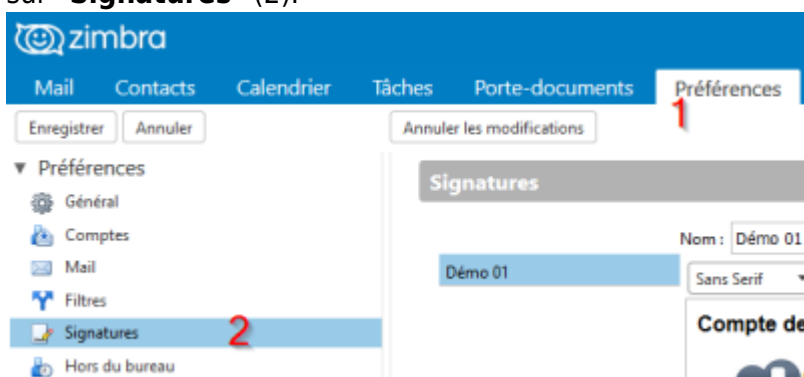 sur "Signatures" (2).
zimbra
Mail Contacts Calendrier Tâches Porte-documents Préférences
1
Enregistrer Annuler Annuler les modifications
Préférences
Signatures
Général
Comptes
Nom : Démo 01
Mail
Démo 01
Sans Serif
Filtres
Signatures 2
Compte de
Hors du bureau